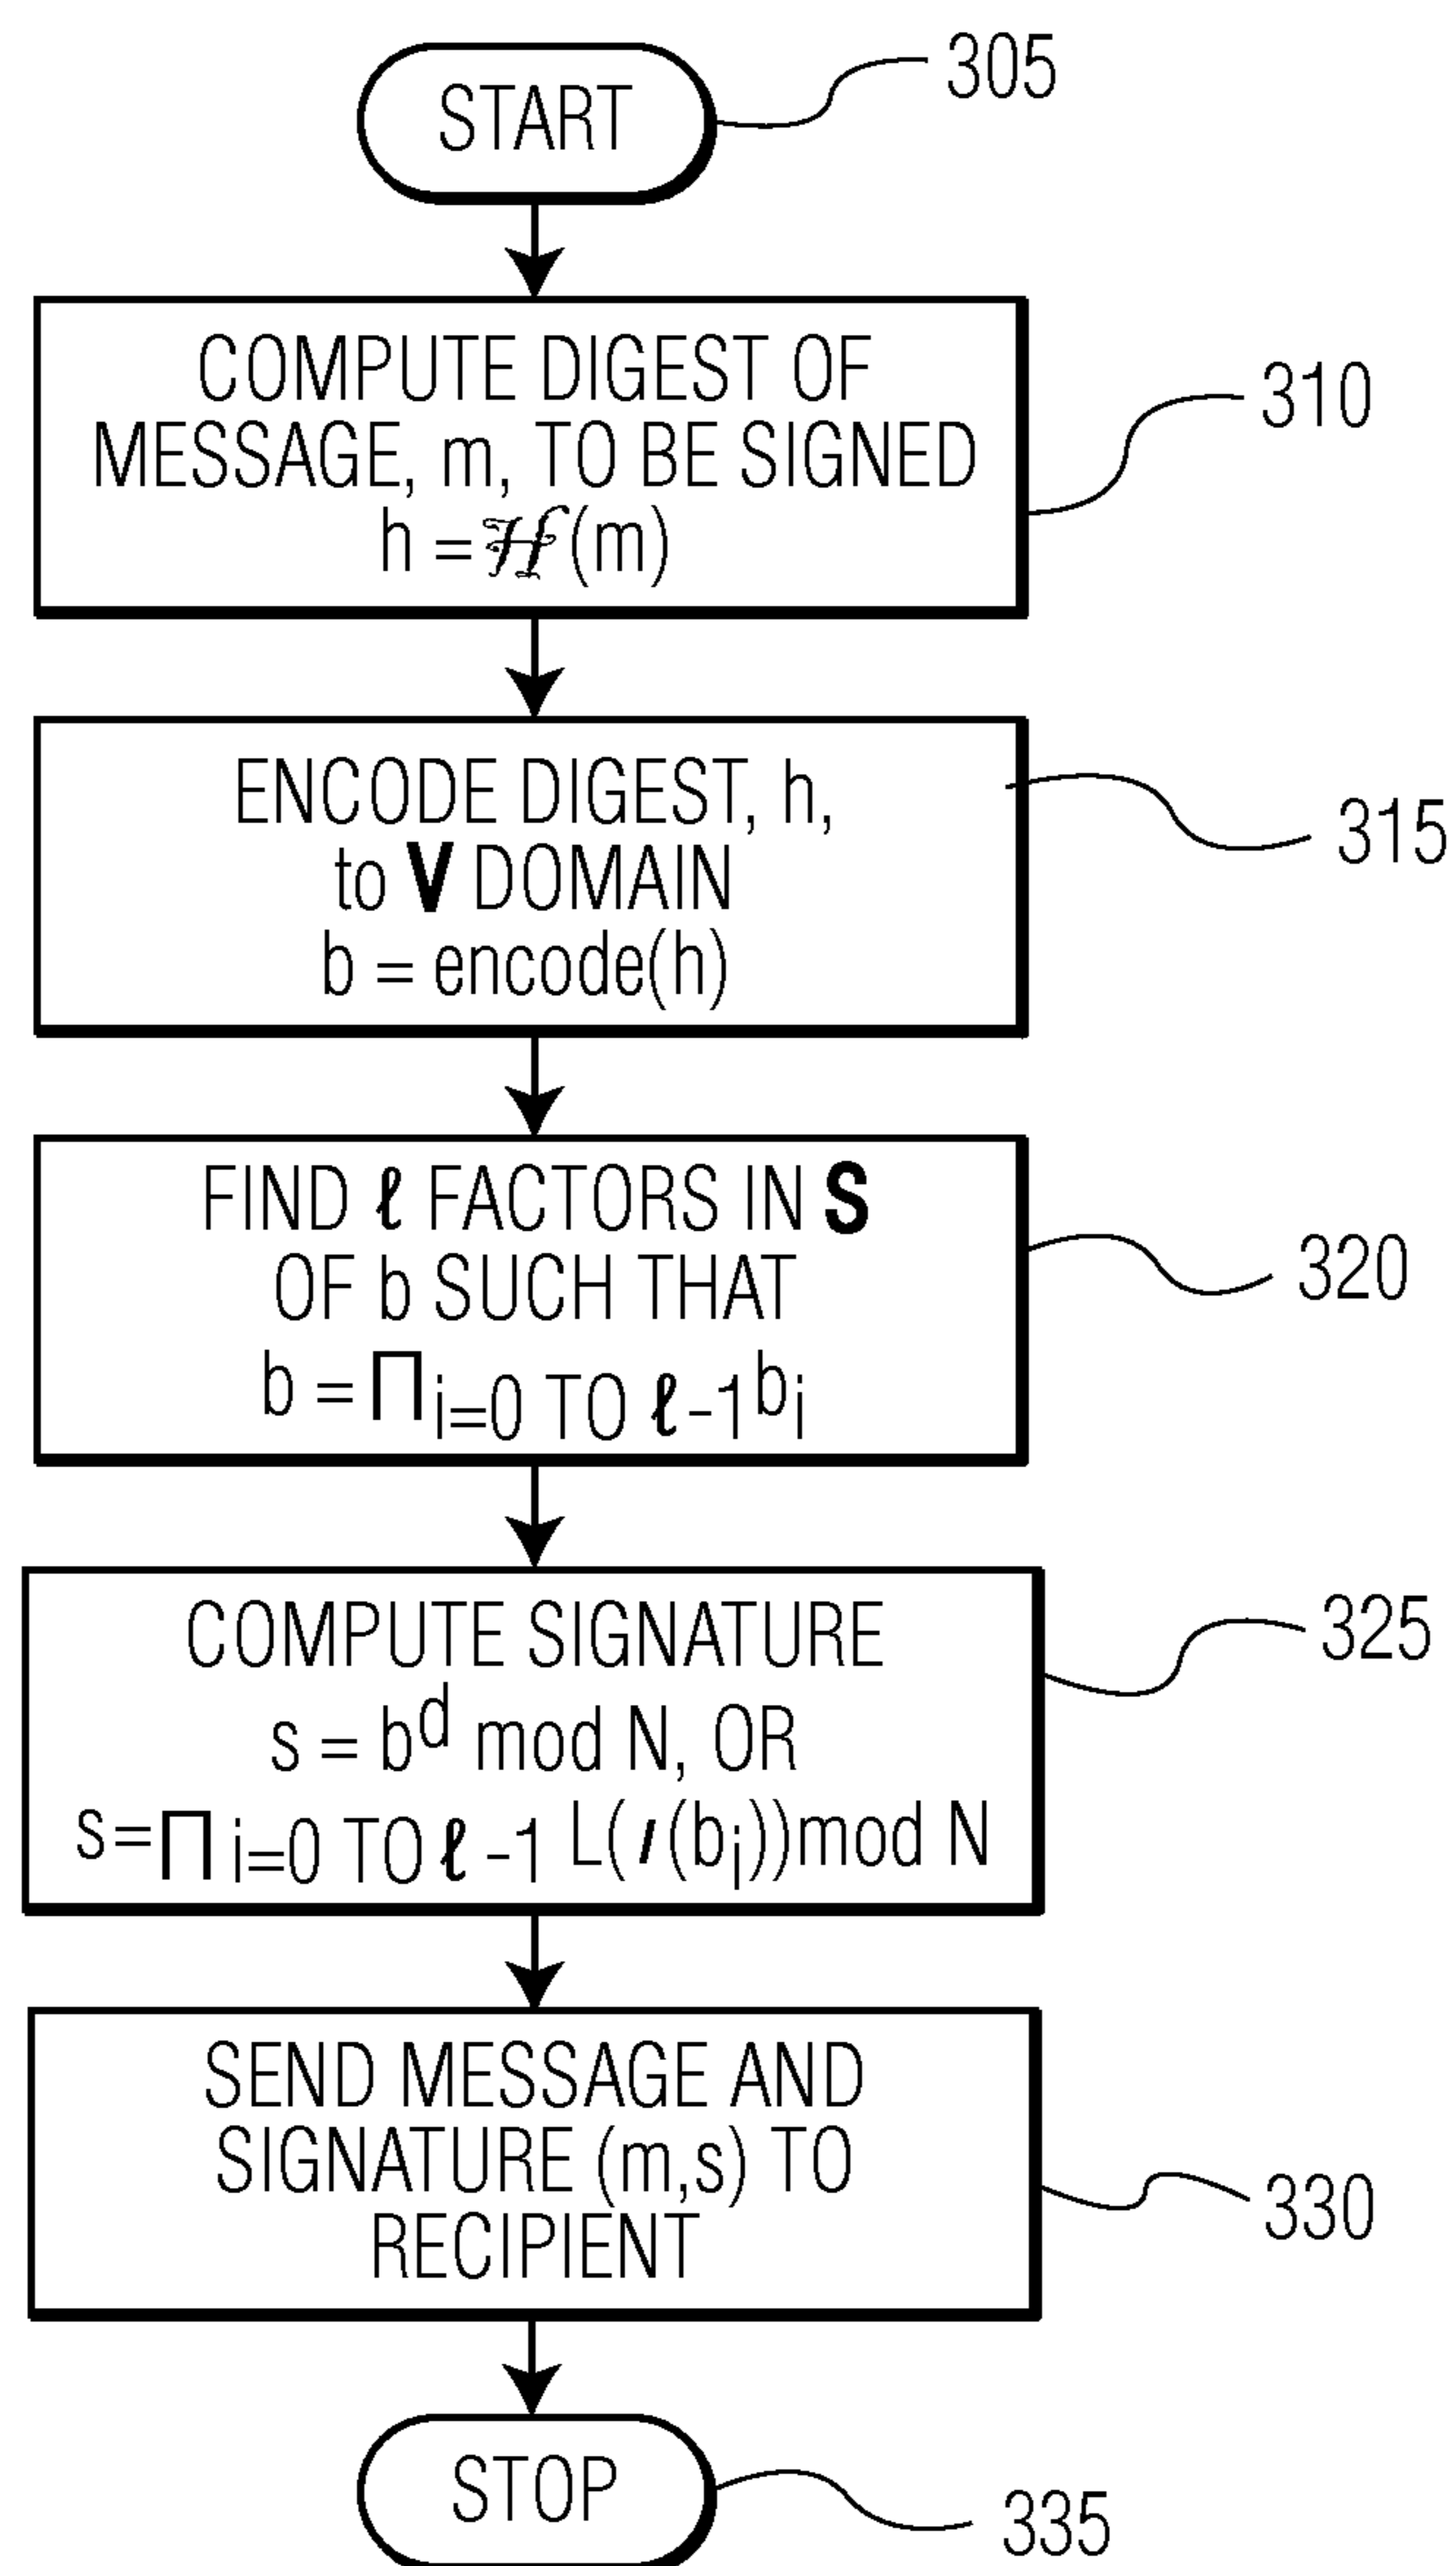 START
305
COMPUTE DIGEST OF
MESSAGE, m, TO BE SIGNED
h = ℋ(m)
310
ENCODE DIGEST, h,
to V DOMAIN
b = encode(h)
315
FIND ℓ FACTORS IN S
OF b SUCH THAT
b = Π i=0 TO ℓ-1 bi
320
COMPUTE SIGNATURE
s = b^d mod N, OR
s=Π i=0 TO ℓ-1 L(ı(bi))mod N
325
SEND MESSAGE AND
SIGNATURE (m,s) TO
RECIPIENT
330
STOP
335